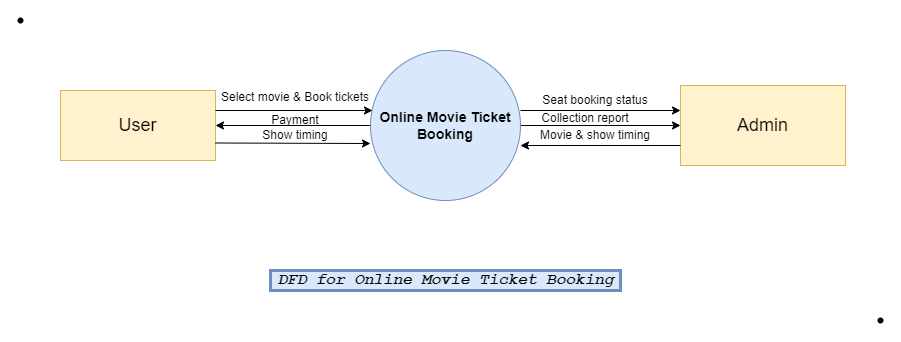 Select movie & Book tickets
Payment
Show timing
User
Online Movie Ticket
Booking
Seat booking status
Collection report
Movie & show timing
Admin
DFD for Online Movie Ticket Booking